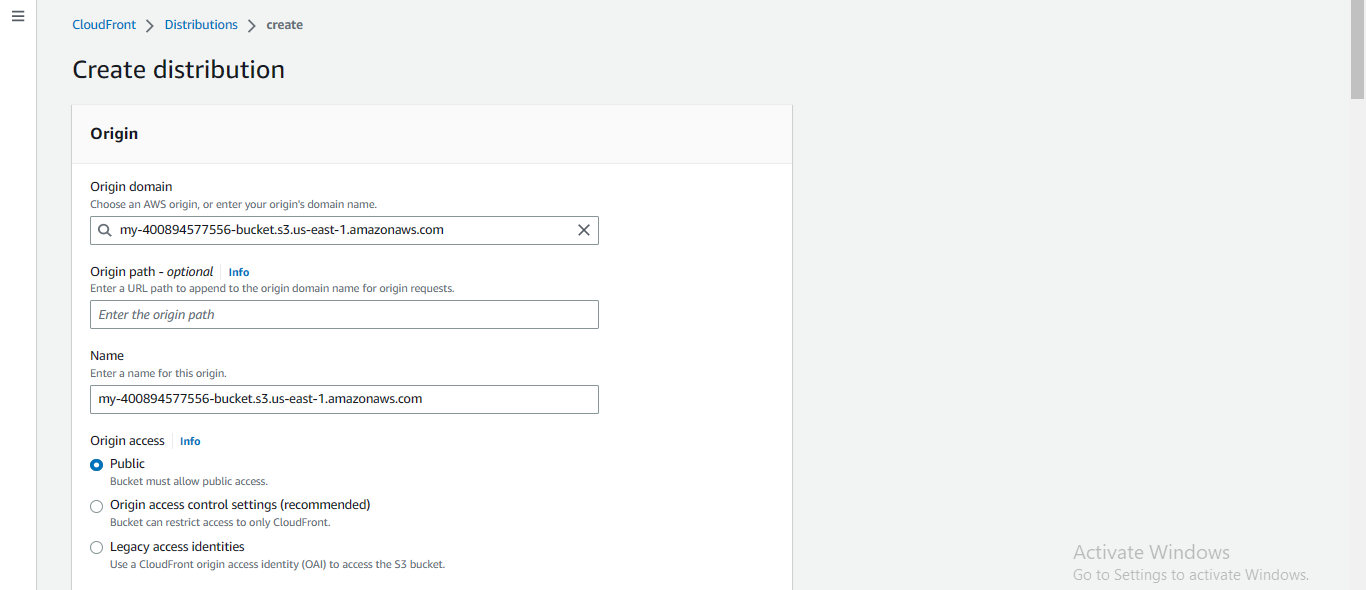 CloudFront > Distributions > create
Create distribution
Origin
Origin domain
Choose an AWS origin, or enter your origin's domain name.
my-400894577556-bucket.s3.us-east-1.amazonaws.com
Origin path - optional Info
Enter a URL path to append to the origin domain name for origin requests.
Enter the origin path
Name
Enter a name for this origin.
my-400894577556-bucket.s3.us-east-1.amazonaws.com
Origin access Info
Public
Bucket must allow public access.
Origin access control settings (recommended)
Bucket can restrict access to only CloudFront.
Legacy access identities
Use a CloudFront origin access identity (OAI) to access the S3 bucket.
Activate Windows
Go to Settings to activate Windows.